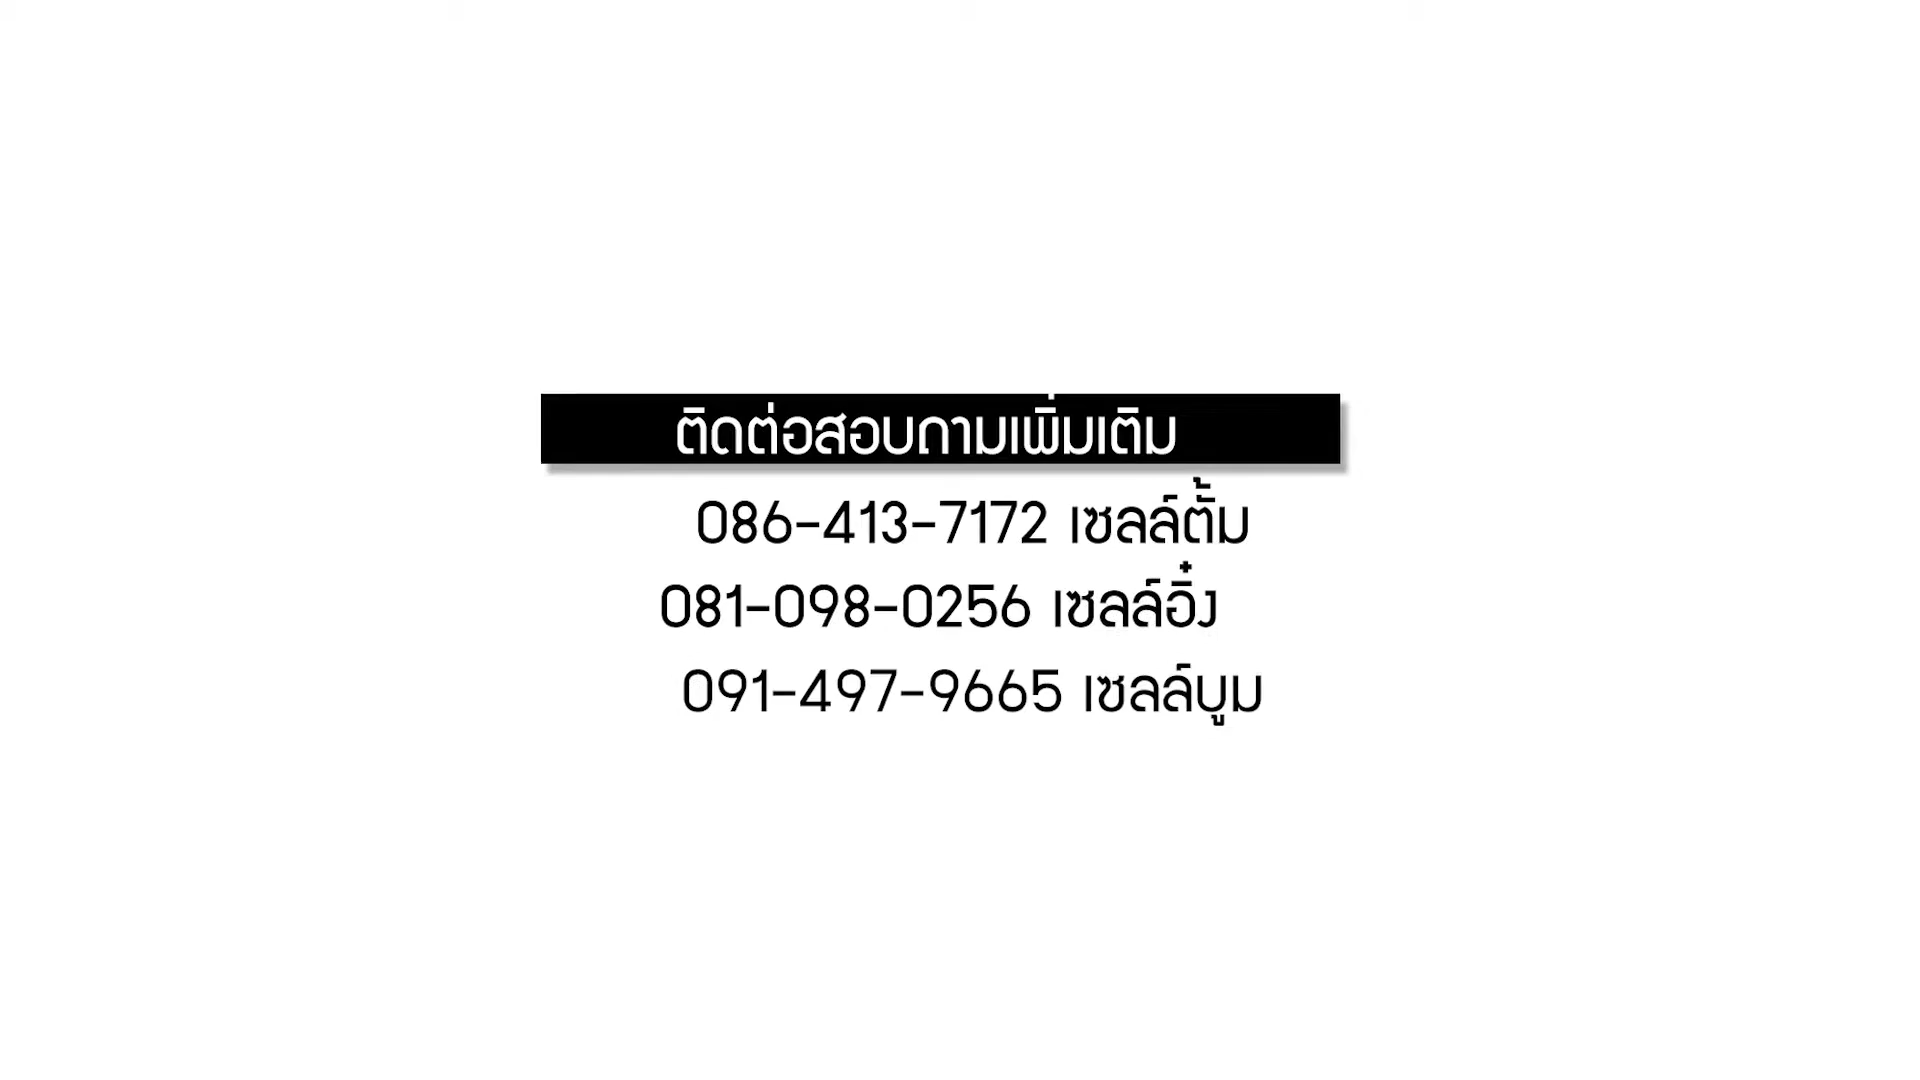 ติดต่อสอบถามเพิ่มเติม
086-413-7172 เซลล์ตั้ม
081-098-0256 เซลล์อิ๋ง
091-497-9665 เซลล์บูม